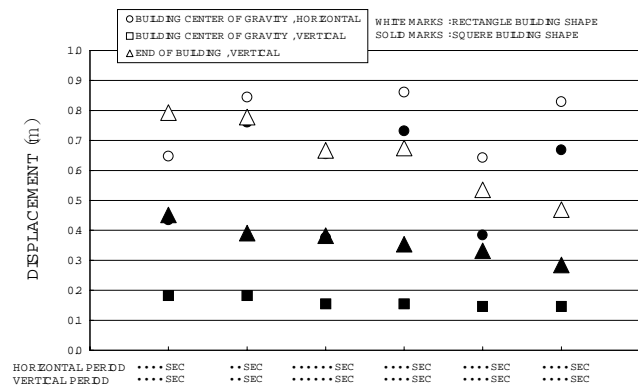 ○ BUILDING CENTER OF GRAVITY, HORIZONTAL
□ BUILDING CENTER OF GRAVITY, VERTICAL
△ END OF BUILDING, VERTICAL
WHITE MARKS : RECTANGLE BUILDING SHAPE
SOLID MARKS : SQUERE BUILDING SHAPE
DISPLACEMENT (m)
1.0
0.9
0.8
0.7
0.6
0.5
0.4
0.3
0.2
0.1
0.0
HORIZONTAL PERIOD ････SEC ･･SEC ･･････SEC ････SEC ････SEC ････SEC
VERTICAL PERIOD ････SEC ･･SEC ･･････SEC ････SEC ････SEC ････SEC